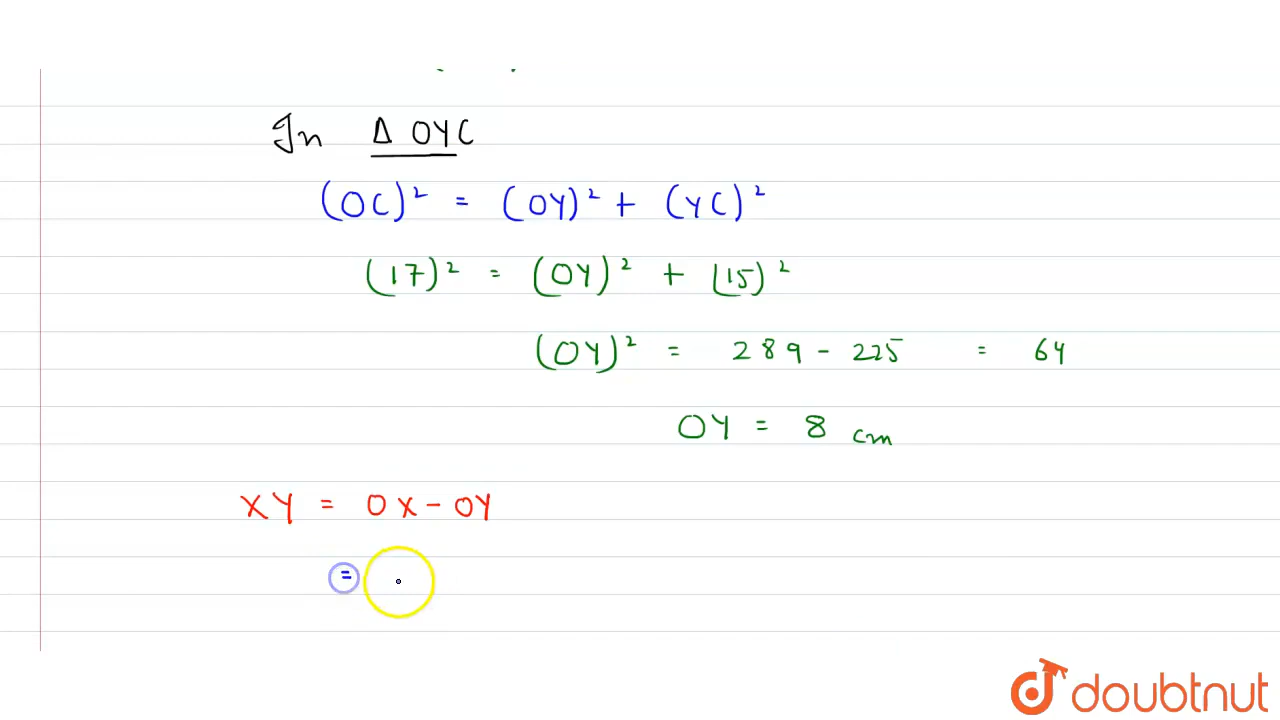 In Δ OYC
(OC)² = (OY)² + (YC)²
(17)² = (OY)² + (15)²
(OY)² = 289 - 225 = 64
OY = 8 cm
XY = OX - OY
=
doubtnut